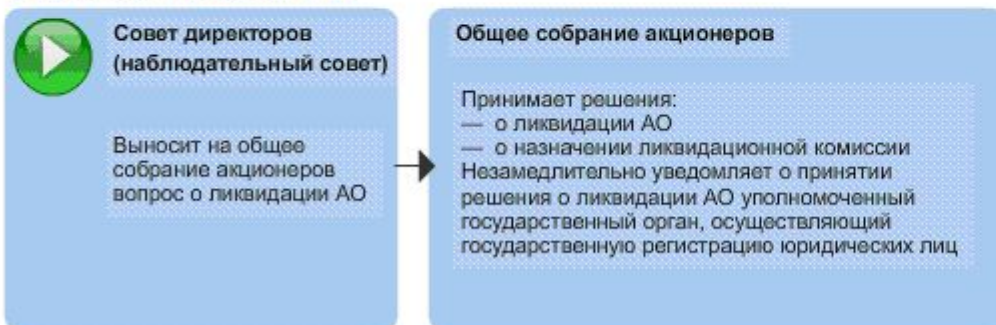 Совет директоров
(наблюдательный совет)
Выносит на общее
собрание акционеров
вопрос о ликвидации АО
Общее собрание акционеров
Принимает решения:
— о ликвидации АО
— о назначении ликвидационной комиссии
Незамедлительно уведомляет о принятии
решения о ликвидации АО уполномоченный
государственный орган, осуществляющий
государственную регистрацию юридических лиц